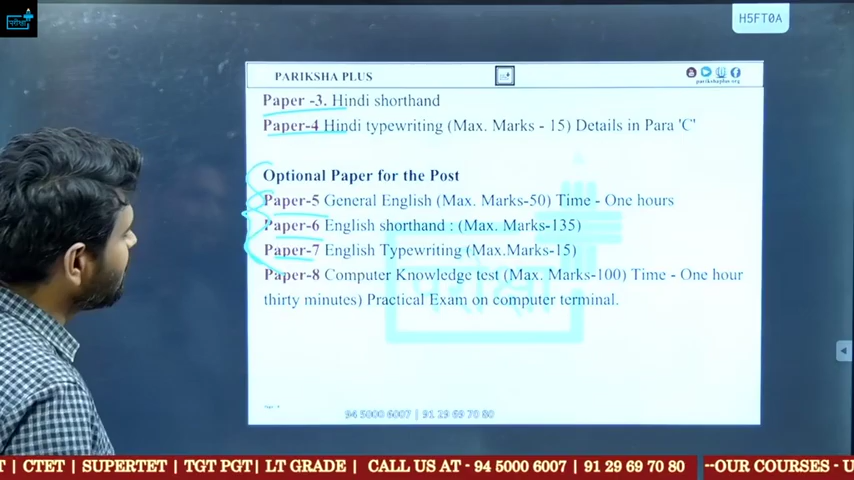 परीक्षा
H5FT0A
PARIKSHA PLUS
parikshaplus.org
Paper -3. Hindi shorthand
Paper-4 Hindi typewriting (Max. Marks - 15) Details in Para 'C'
Optional Paper for the Post
Paper-5 General English (Max. Marks-50) Time - One hours
Paper-6 English shorthand : (Max. Marks-135)
Paper-7 English Typewriting (Max.Marks-15)
Paper-8 Computer Knowledge test (Max. Marks-100) Time - One hour
thirty minutes) Practical Exam on computer terminal.
परीक्षा
94 5000 6007 | 91 29 69 70 80
T | CTET | SUPERTET | TGT PGT| LT GRADE | CALL US AT - 94 5000 6007 | 91 29 69 70 80 --OUR COURSES - U